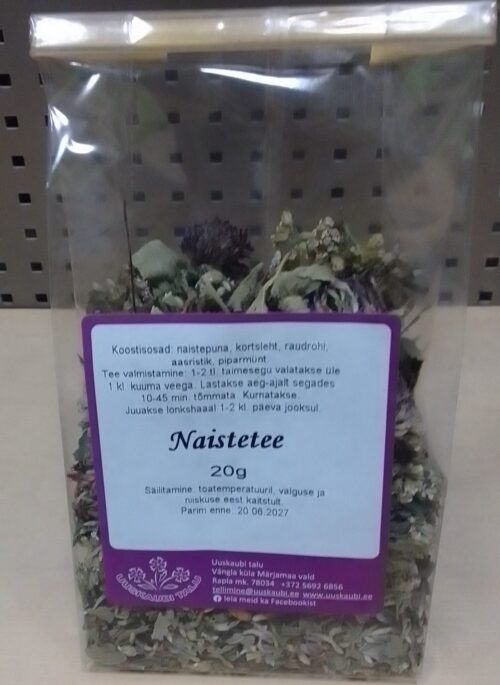 Koostisosad: naistepuna, kortsleht, raudrohi,
aasristik, piparmünt.
Tee valmistamine: 1-2 tl. taimesegu valatakse üle
1 kl. kuuma veega. Lastakse aeg-ajalt segades
10-45 min. tõmmata. Kurnatakse.
Juuakse lonkshaaal 1-2 kl. päeva jooksul.
Naistetee
20g
Säilitamine: toatemperatuuril, valguse ja
niiskuse eest kaitstult.
Parim enne: 20.06.2027
UUSKAUBI TALU
Uuskaubi talu
Vängla küla Märjamaa vald
Rapla mk. 78034 +372 5692 6856
tellimine@uuskaubi.ee www.uuskaubi.ee
leia meid ka Facebookist